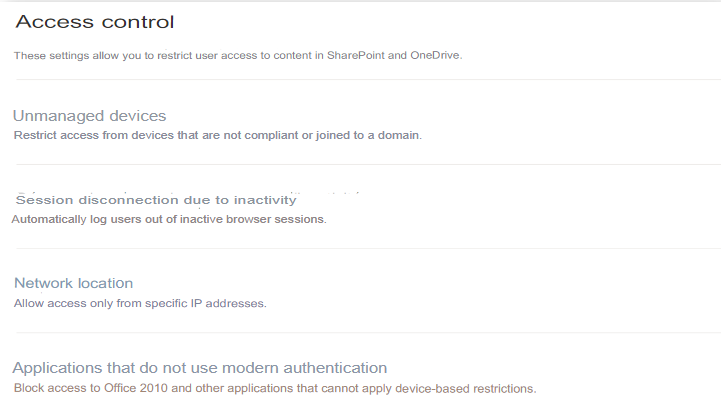 Access control
These settings allow you to restrict user access to content in SharePoint and OneDrive.
Unmanaged devices
Restrict access from devices that are not compliant or joined to a domain.
Session disconnection due to inactivity
Automatically log users out of inactive browser sessions.
Network location
Allow access only from specific IP addresses.
Applications that do not use modern authentication
Block access to Office 2010 and other applications that cannot apply device-based restrictions.